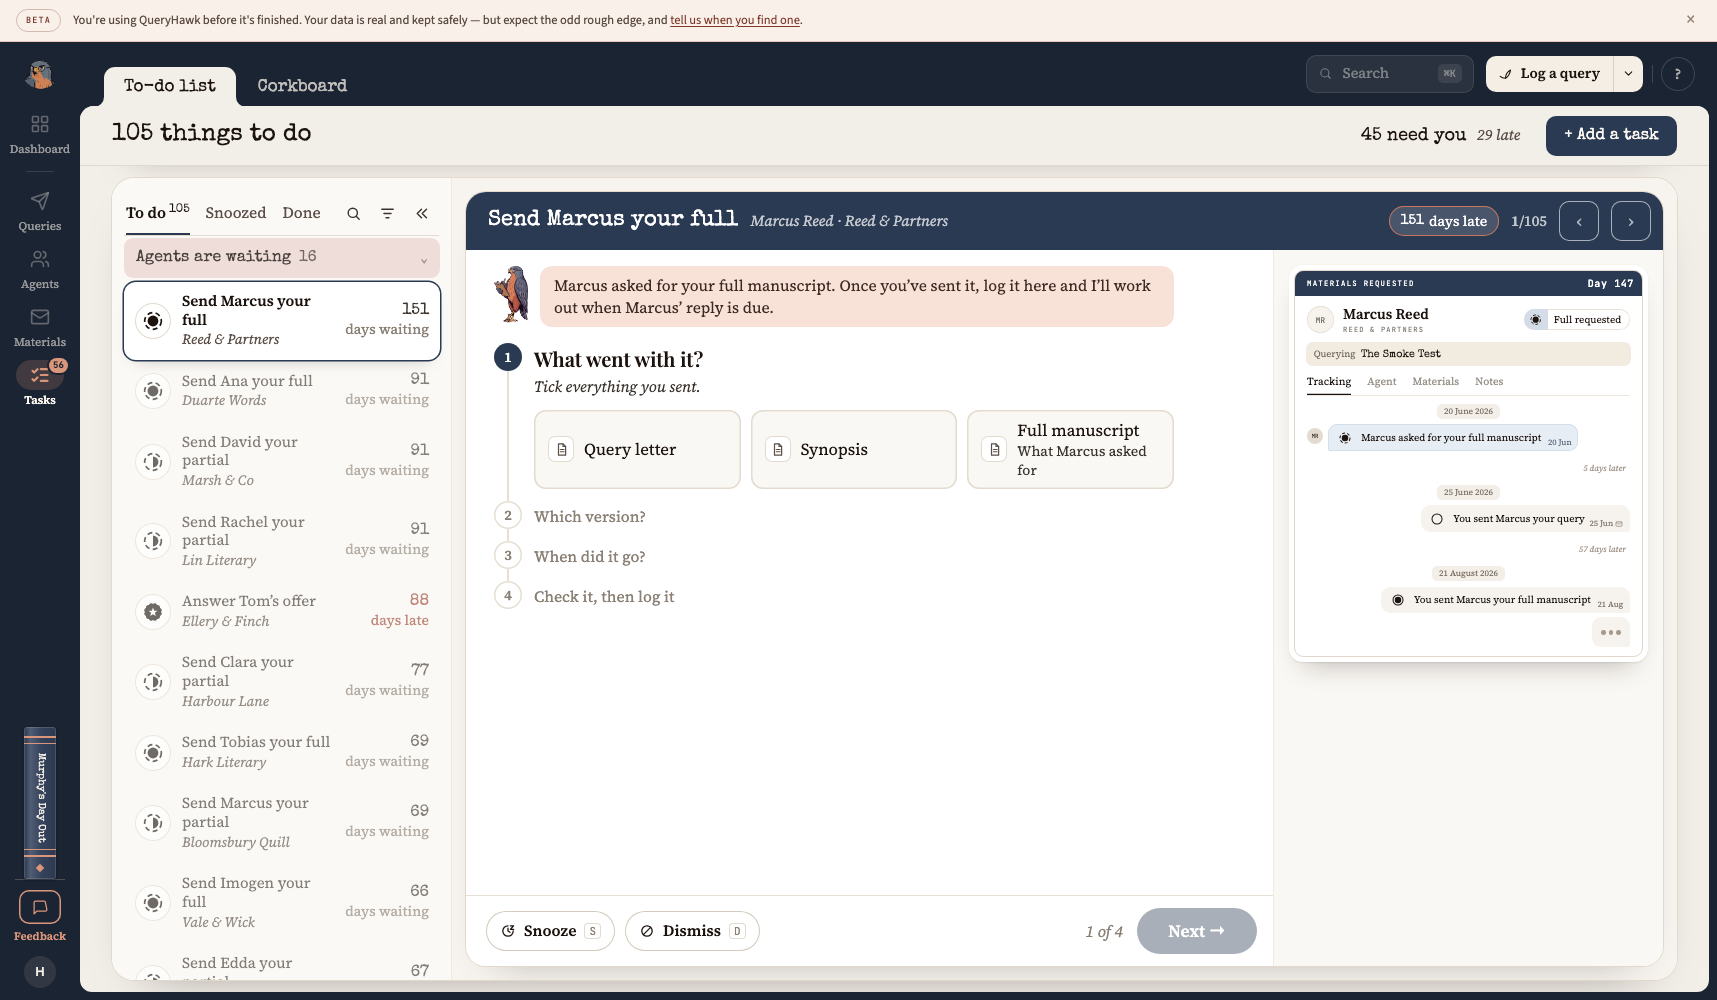 BETA You're using QueryHawk before it's finished. Your data is real and kept safely — but expect the odd rough edge, and tell us when you find one. ×
To-do list Corkboard
Search ⌘K Log a query ?
Dashboard
Queries
Agents
Materials
56
Tasks
Murphy's Day Out
Feedback
H
105 things to do
45 need you 29 late + Add a task
To do 105 Snoozed Done
Agents are waiting 16
Send Marcus your full
Reed & Partners
151 days waiting
Send Ana your full
Duarte Words
91 days waiting
Send David your partial
Marsh & Co
91 days waiting
Send Rachel your partial
Lin Literary
91 days waiting
Answer Tom’s offer
Ellery & Finch
88 days late
Send Clara your partial
Harbour Lane
77 days waiting
Send Tobias your full
Hark Literary
69 days waiting
Send Marcus your partial
Bloomsbury Quill
69 days waiting
Send Imogen your full
Vale & Wick
66 days waiting
Send Edda your partial
67
Send Marcus your full Marcus Reed · Reed & Partners
151 days late 1/105
Marcus asked for your full manuscript. Once you’ve sent it, log it here and I’ll work
out when Marcus’ reply is due.
1 What went with it?
Tick everything you sent.
Query letter
Synopsis
Full manuscript
What Marcus asked
for
2 Which version?
3 When did it go?
4 Check it, then log it
Snooze S Dismiss D
1 of 4 Next →
MATERIALS REQUESTED Day 147
MR Marcus Reed
REED & PARTNERS
Full requested
Querying The Smoke Test
Tracking Agent Materials Notes
20 June 2026
MR Marcus asked for your full manuscript 20 Jun
5 days later
25 June 2026
You sent Marcus your query 25 Jun
57 days later
21 August 2026
You sent Marcus your full manuscript 21 Aug